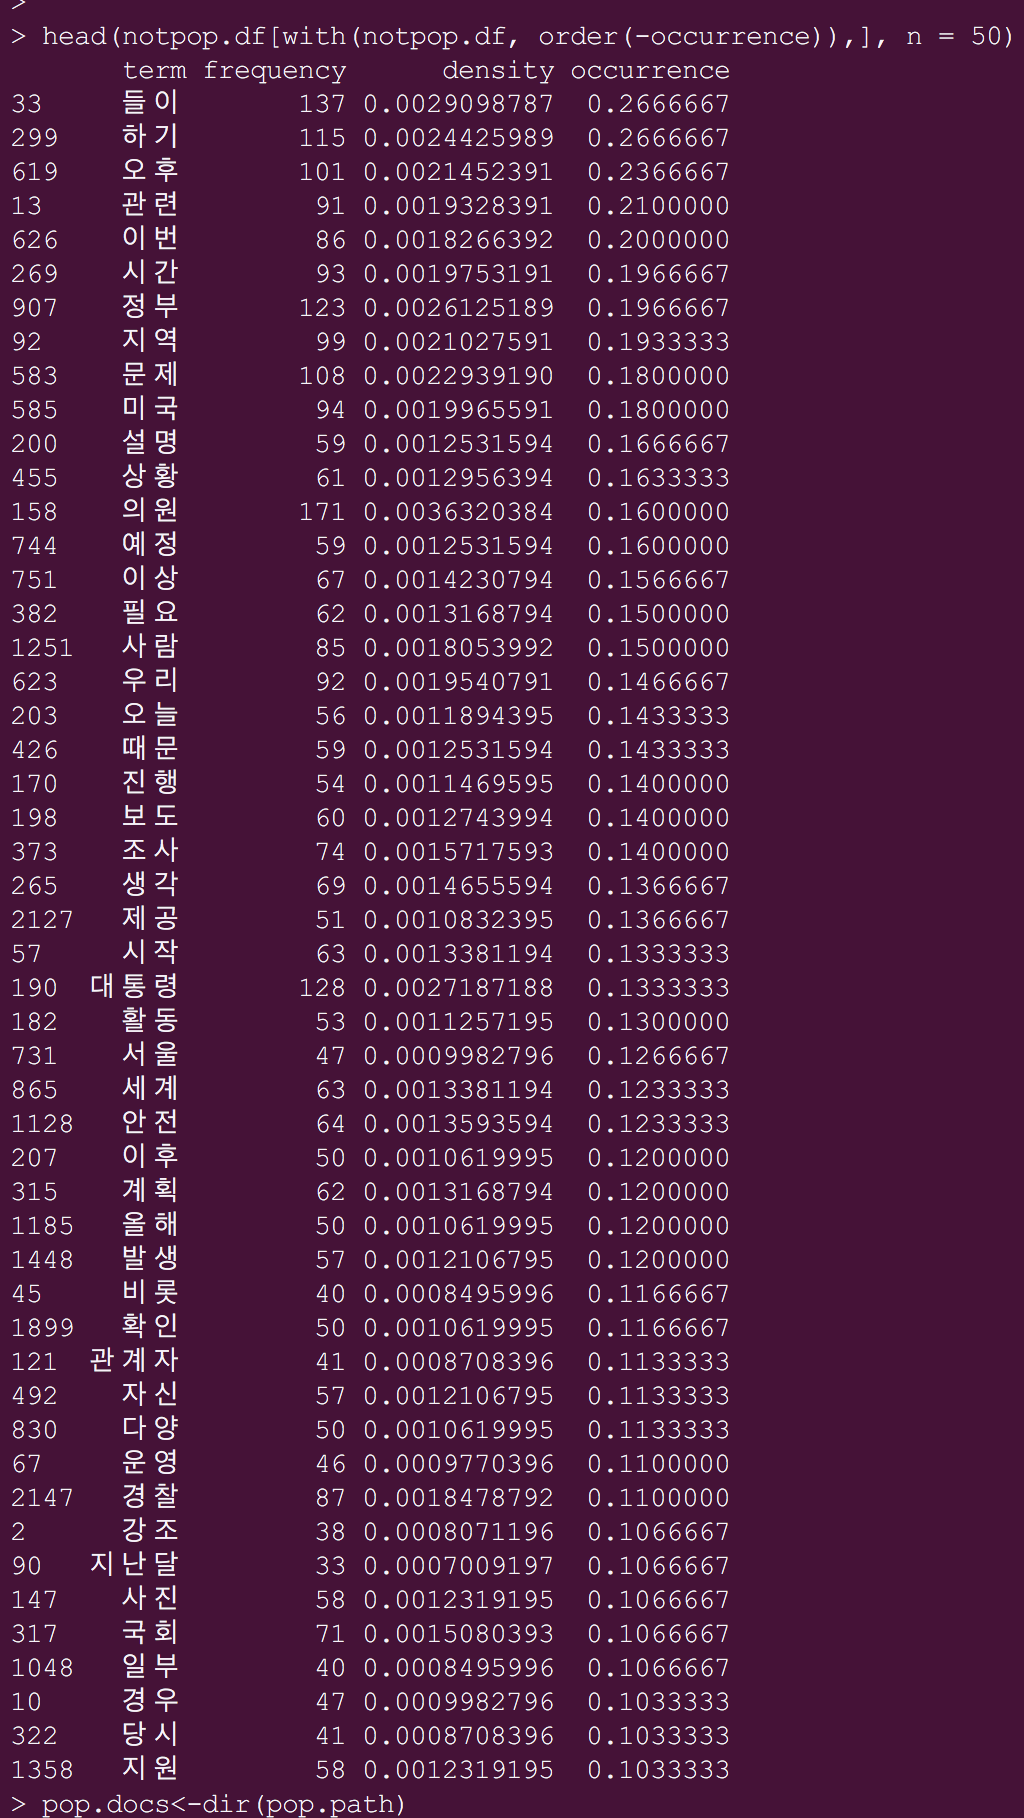 >
> head(notpop.df[with(notpop.df, order(-occurrence)),], n = 50)
term frequency density occurrence
33 들이 137 0.0029098787 0.2666667
299 하기 115 0.0024425989 0.2666667
619 오후 101 0.0021452391 0.2366667
13 관련 91 0.0019328391 0.2100000
626 이번 86 0.0018266392 0.2000000
269 시간 93 0.0019753191 0.1966667
907 정부 123 0.0026125189 0.1966667
92 지역 99 0.0021027591 0.1933333
583 문제 108 0.0022939190 0.1800000
585 미국 94 0.0019965591 0.1800000
200 설명 59 0.0012531594 0.1666667
455 상황 61 0.0012956394 0.1633333
158 의원 171 0.0036320384 0.1600000
744 예정 59 0.0012531594 0.1600000
751 이상 67 0.0014230794 0.1566667
382 필요 62 0.0013168794 0.1500000
1251 사람 85 0.0018053992 0.1500000
623 우리 92 0.0019540791 0.1466667
203 오늘 56 0.0011894395 0.1433333
426 때문 59 0.0012531594 0.1433333
170 진행 54 0.0011469595 0.1400000
198 보도 60 0.0012743994 0.1400000
373 조사 74 0.0015717593 0.1400000
265 생각 69 0.0014655594 0.1366667
2127 제공 51 0.0010832395 0.1366667
57 시작 63 0.0013381194 0.1333333
190 대통령 128 0.0027187188 0.1333333
182 활동 53 0.0011257195 0.1300000
731 서울 47 0.0009982796 0.1266667
865 세계 63 0.0013381194 0.1233333
1128 안전 64 0.0013593594 0.1233333
207 이후 50 0.0010619995 0.1200000
315 계획 62 0.0013168794 0.1200000
1185 올해 50 0.0010619995 0.1200000
1448 발생 57 0.0012106795 0.1200000
45 비롯 40 0.0008495996 0.1166667
1899 확인 50 0.0010619995 0.1166667
121 관계자 41 0.0008708396 0.1133333
492 자신 57 0.0012106795 0.1133333
830 다양 50 0.0010619995 0.1133333
67 운영 46 0.0009770396 0.1100000
2147 경찰 87 0.0018478792 0.1100000
2 강조 38 0.0008071196 0.1066667
90 지난달 33 0.0007009197 0.1066667
147 사진 58 0.0012319195 0.1066667
317 국회 71 0.0015080393 0.1066667
1048 일부 40 0.0008495996 0.1066667
10 경우 47 0.0009982796 0.1033333
322 당시 41 0.0008708396 0.1033333
1358 지원 58 0.0012319195 0.1033333
> pop.docs<-dir(pop.path)